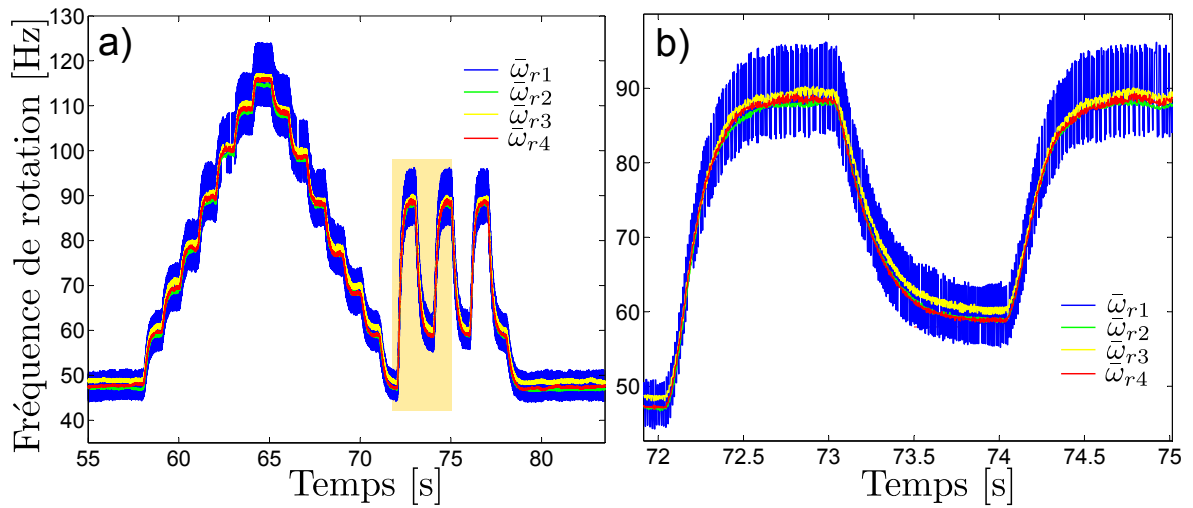 a)
Fréquence de rotation [Hz]
130
120
110
100
90
80
70
60
50
40
ω̄r1
ω̄r2
ω̄r3
ω̄r4
55
60
65
70
75
80
Temps [s]
b)
90
80
70
60
50
ω̄r1
ω̄r2
ω̄r3
ω̄r4
72
72.5
73
73.5
74
74.5
75
Temps [s]